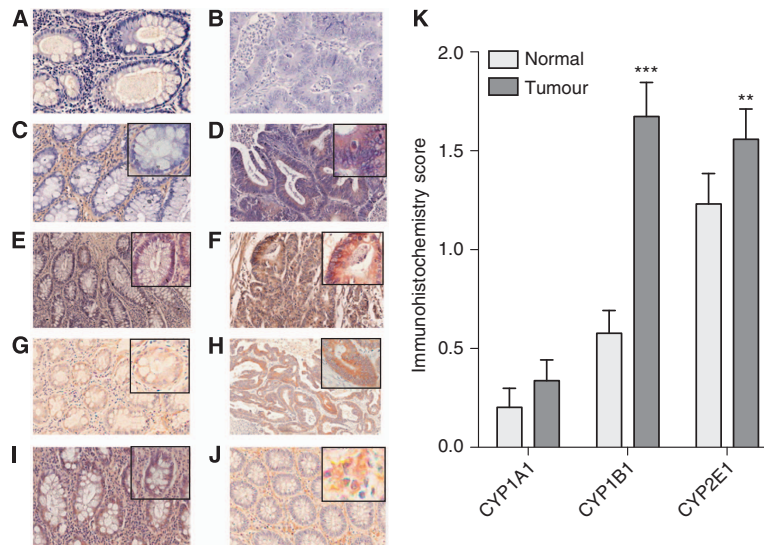 A
B
C
D
E
F
G
H
I
J
K
Immunohistochemistry score
2.0
1.5
1.0
0.5
0.0
Normal
Tumour
***
**
CYP1A1
CYP1B1
CYP2E1